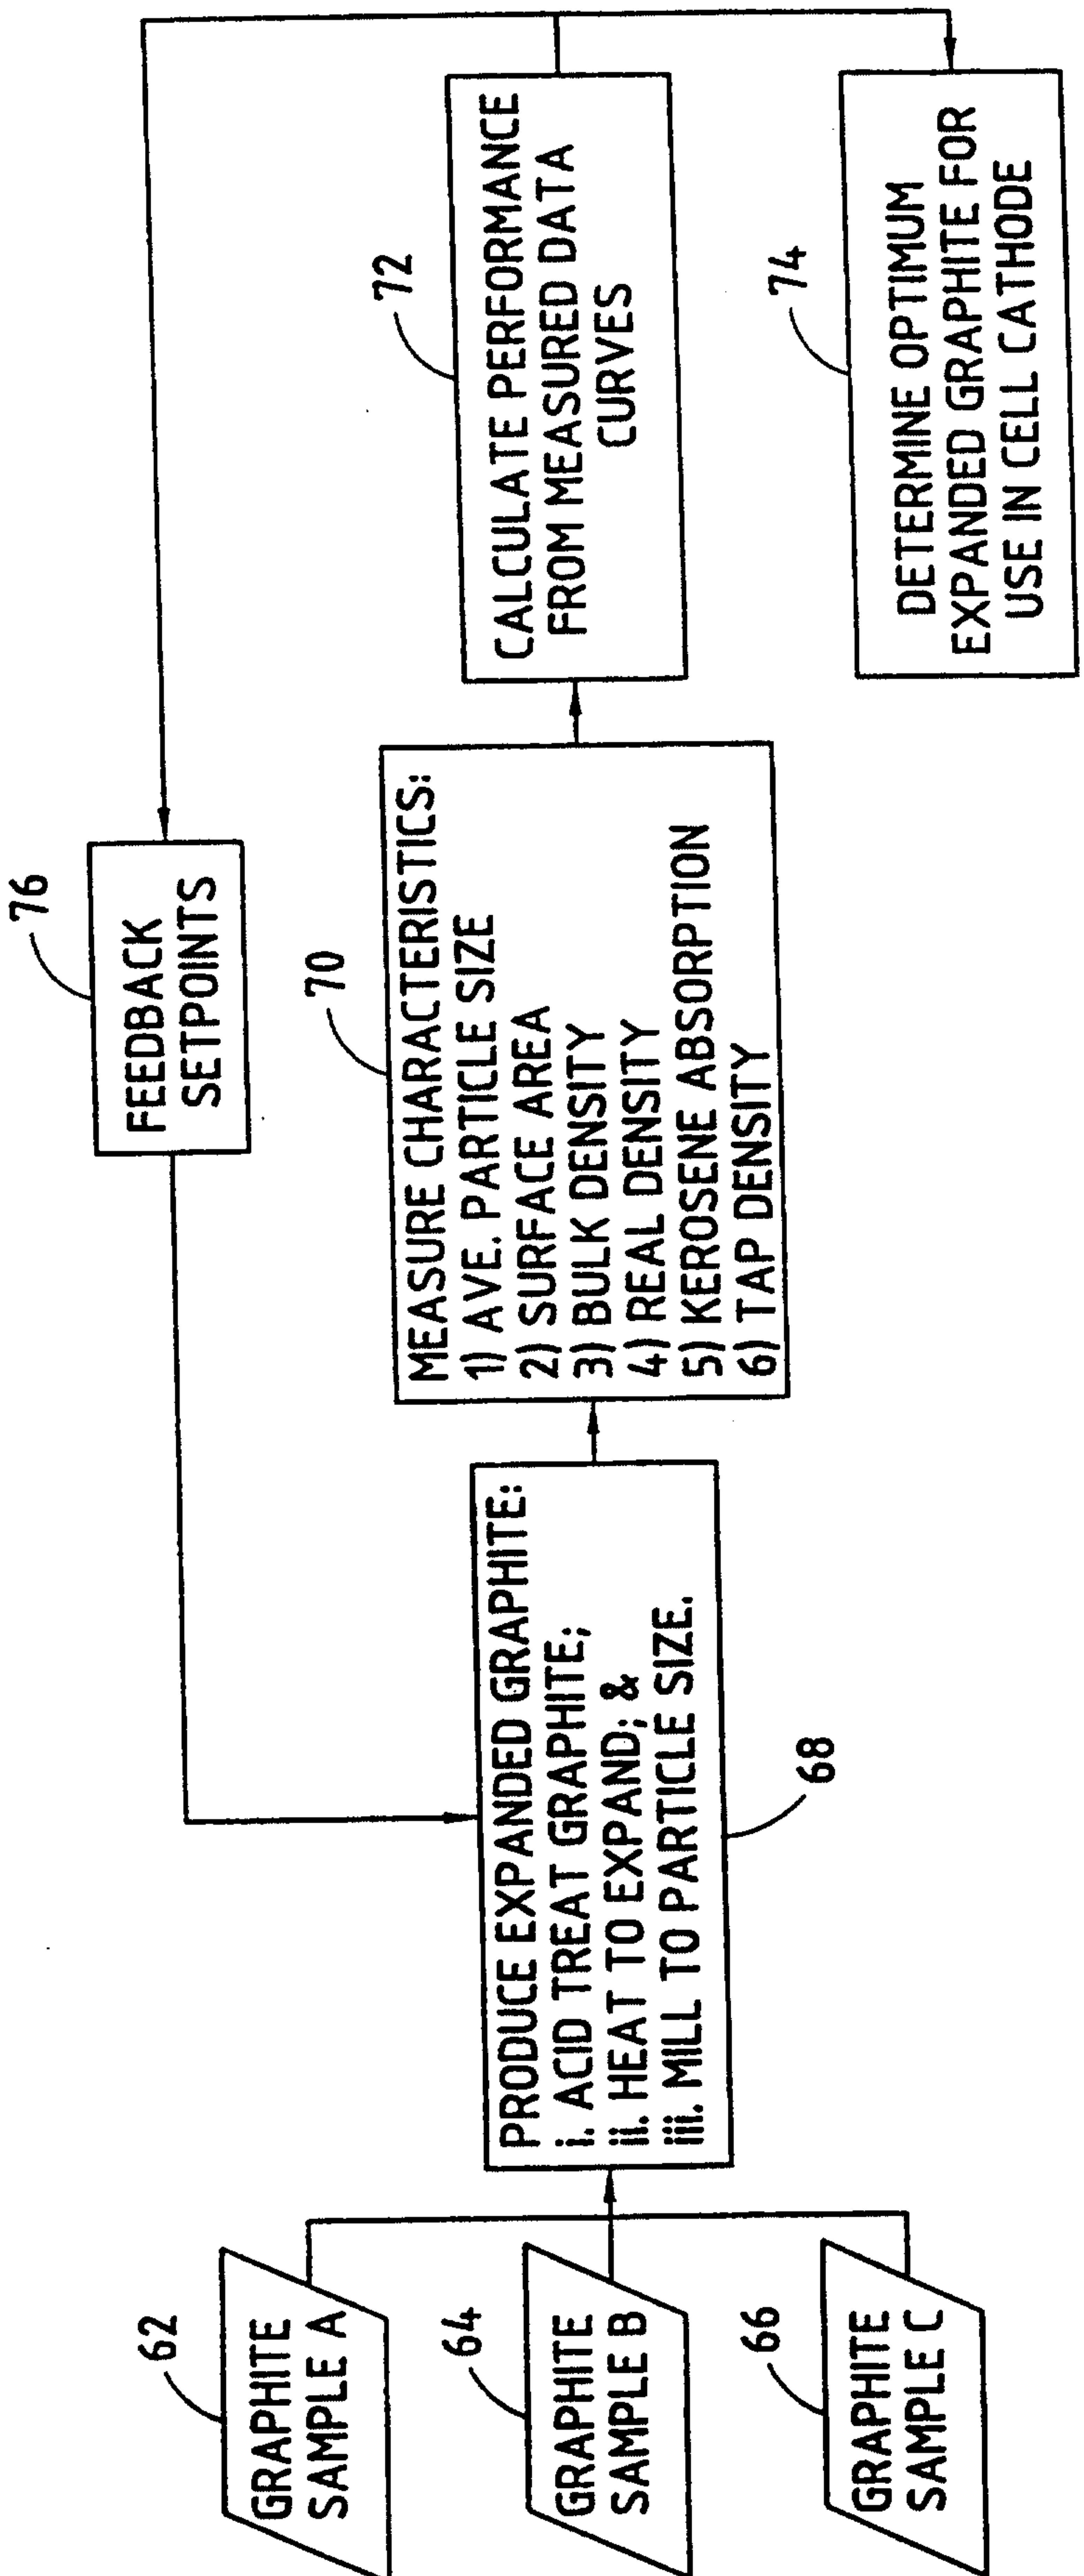 62
GRAPHITE
SAMPLE A
64
GRAPHITE
SAMPLE B
66
GRAPHITE
SAMPLE C
68
PRODUCE EXPANDED GRAPHITE:
i. ACID TREAT GRAPHITE;
ii. HEAT TO EXPAND; &
iii. MILL TO PARTICLE SIZE.
76
FEEDBACK
SETPOINTS
70
MEASURE CHARACTERISTICS:
1) AVE. PARTICLE SIZE
2) SURFACE AREA
3) BULK DENSITY
4) REAL DENSITY
5) KEROSENE ABSORPTION
6) TAP DENSITY
72
CALCULATE PERFORMANCE
FROM MEASURED DATA
CURVES
74
DETERMINE OPTIMUM
EXPANDED GRAPHITE FOR
USE IN CELL CATHODE